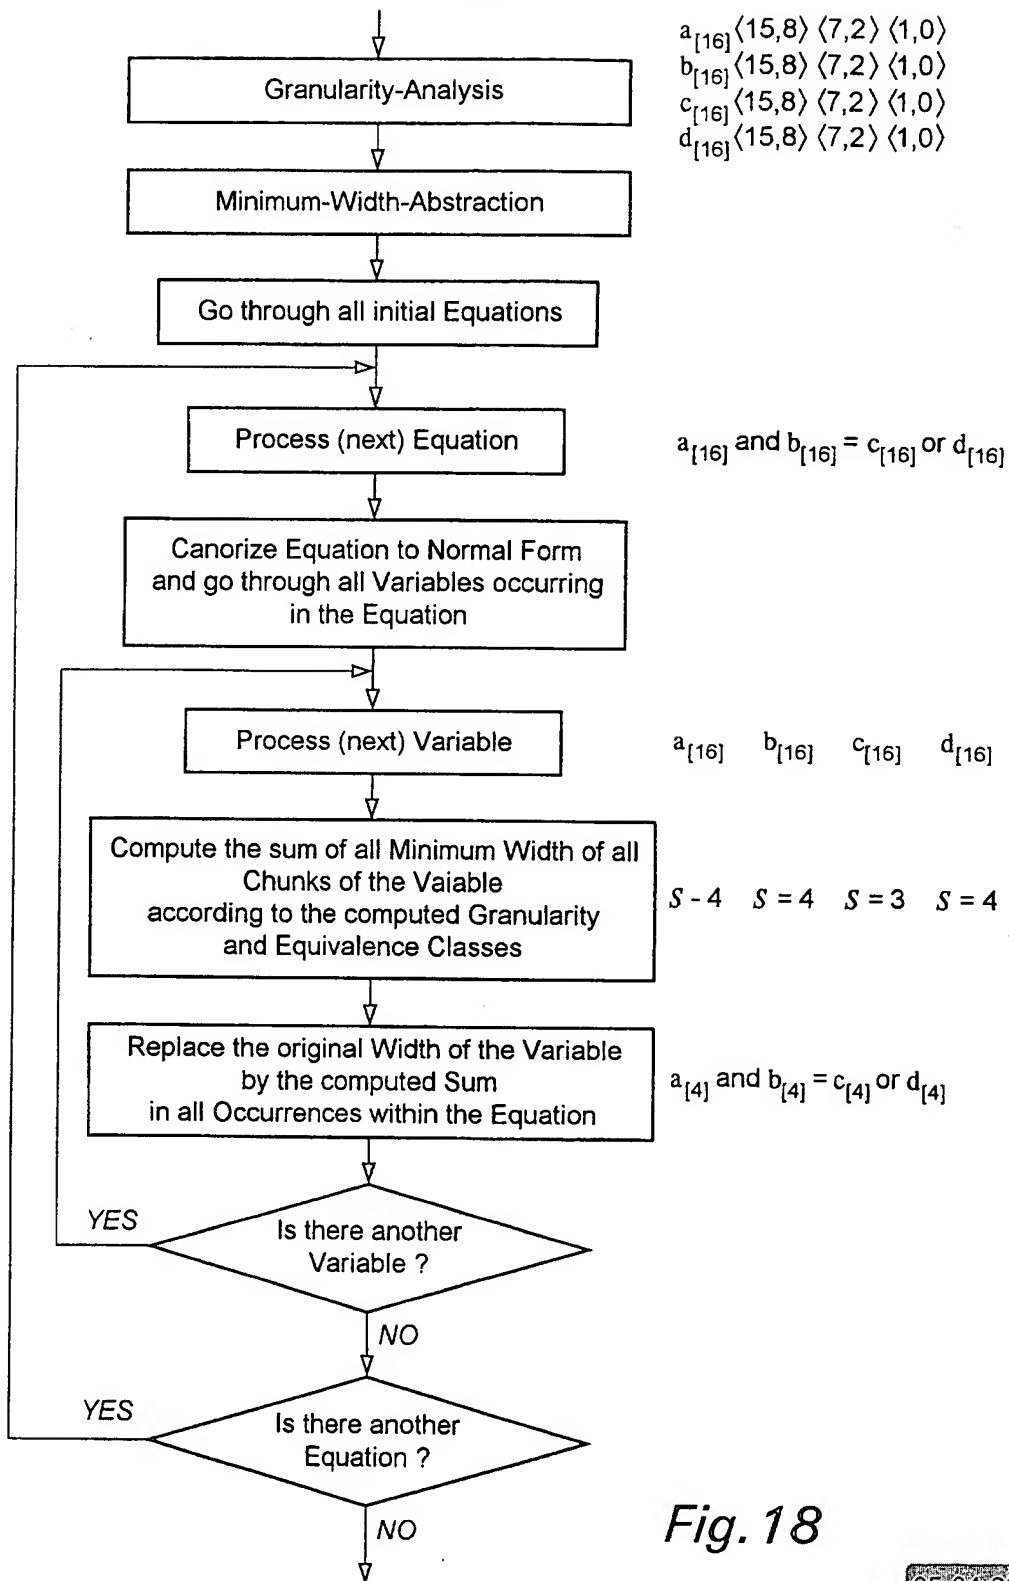 a[16]⟨15,8⟩ ⟨7,2⟩ ⟨1,0⟩
b[16]⟨15,8⟩ ⟨7,2⟩ ⟨1,0⟩
c[16]⟨15,8⟩ ⟨7,2⟩ ⟨1,0⟩
d[16]⟨15,8⟩ ⟨7,2⟩ ⟨1,0⟩
Granularity-Analysis
Minimum-Width-Abstraction
Go through all initial Equations
Process (next) Equation
a[16] and b[16] = c[16] or d[16]
Canorize Equation to Normal Form
and go through all Variables occurring
in the Equation
Process (next) Variable
a[16] b[16] c[16] d[16]
Compute the sum of all Minimum Width of all
Chunks of the Vaiable
according to the computed Granularity
and Equivalence Classes
S - 4 S = 4 S = 3 S = 4
Replace the original Width of the Variable
by the computed Sum
in all Occurrences within the Equation
a[4] and b[4] = c[4] or d[4]
YES
Is there another
Variable ?
NO
YES
Is there another
Equation ?
NO
Fig. 18